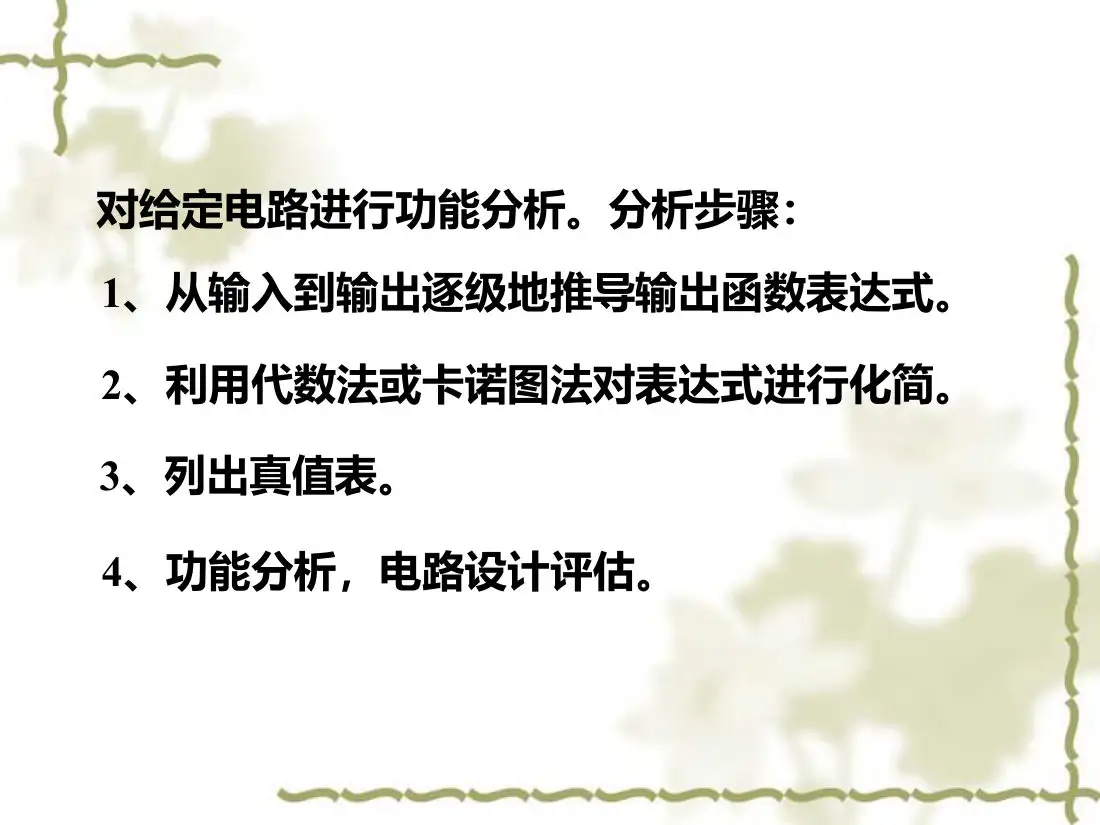 对给定电路进行功能分析。分析步骤：
1、从输入到输出逐级地推导输出函数表达式。
2、利用代数法或卡诺图法对表达式进行化简。
3、列出真值表。
4、功能分析，电路设计评估。